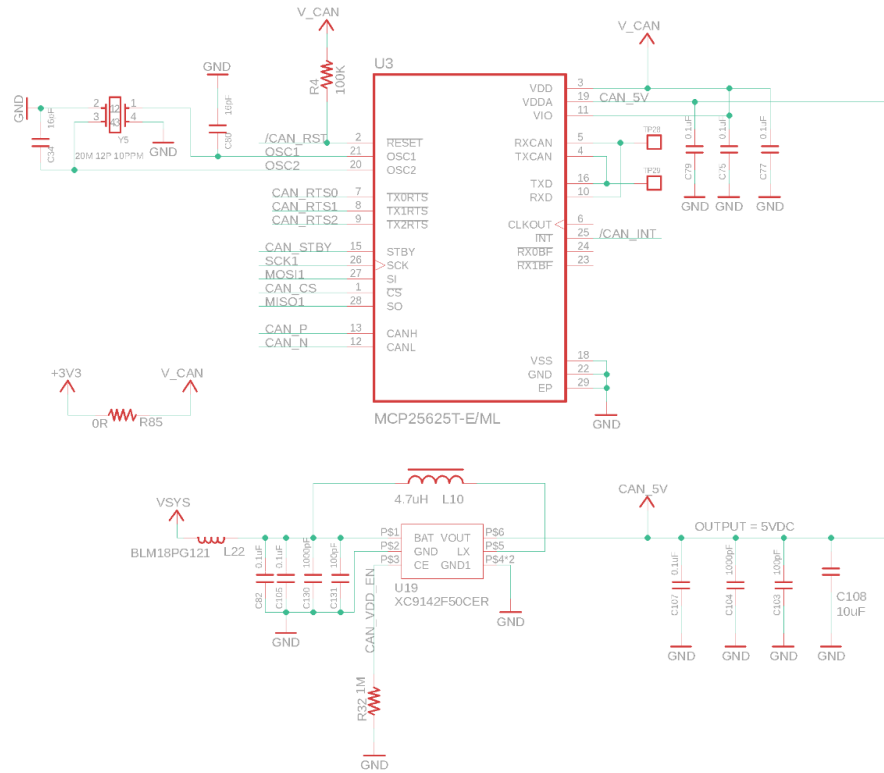 V_CAN
R4
100K
U3
V_CAN
GND
GND
16pF
C34
2
3
1
4
Y5
20M 12P 10PPM
GND
C80
/CAN_RST
OSC1
OSC2
2
21
20
RESET
OSC1
OSC2
CAN_RTS0
CAN_RTS1
CAN_RTS2
7
8
9
TX0RTS
TX1RTS
TX2RTS
CAN_STBY
SCK1
MOSI1
CAN_CS
MISO1
15
26
27
1
28
STBY
SCK
SI
CS
SO
CAN_P
CAN_N
13
12
CANH
CANL
VDD
VDDA
VIO
3
19
11
CAN_5V
RXCAN
TXCAN
5
4
TP28
TXD
RXD
16
10
TP29
CLKOUT
INT
RX0BF
RX1BF
6
25
24
23
/CAN_INT
VSS
GND
EP
18
22
29
GND
0.1uF
C79
GND
0.1uF
C75
GND
0.1uF
C77
GND
MCP25625T-E/ML
+3V3
V_CAN
0R
R85
VSYS
BLM18PG121
L22
4.7uH
L10
0.1uF
C82
0.1uF
C105
1000pF
C130
100pF
C131
GND
P$1
P$2
P$3
BAT
GND
CE
VOUT
LX
GND1
P$6
P$5
P$4*2
U19
XC9142F50CER
GND
CAN_VDD_EN
R32
1M
GND
CAN_5V
OUTPUT = 5VDC
0.1uF
C107
GND
1000pF
C104
GND
100pF
C103
GND
C108
10uF
GND